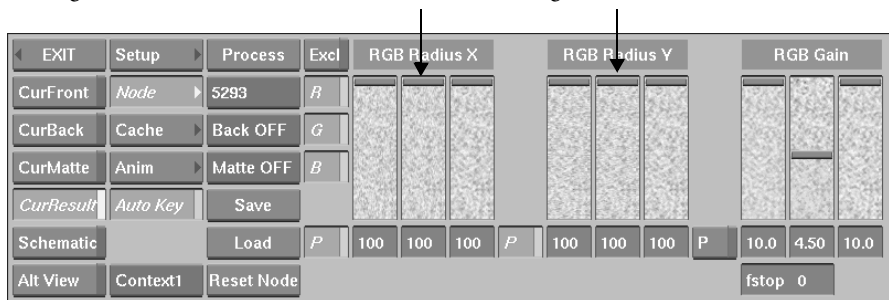 EXIT Setup Process Excl RGB Radius X RGB Radius Y RGB Gain
CurFront Node 5293 R
CurBack Cache Back OFF G
CurMatte Anim Matte OFF B
CurResult Auto Key Save
Schematic Load P 100 100 100 P 100 100 100 P 10.0 4.50 10.0
Alt View Context1 Reset Node fstop 0